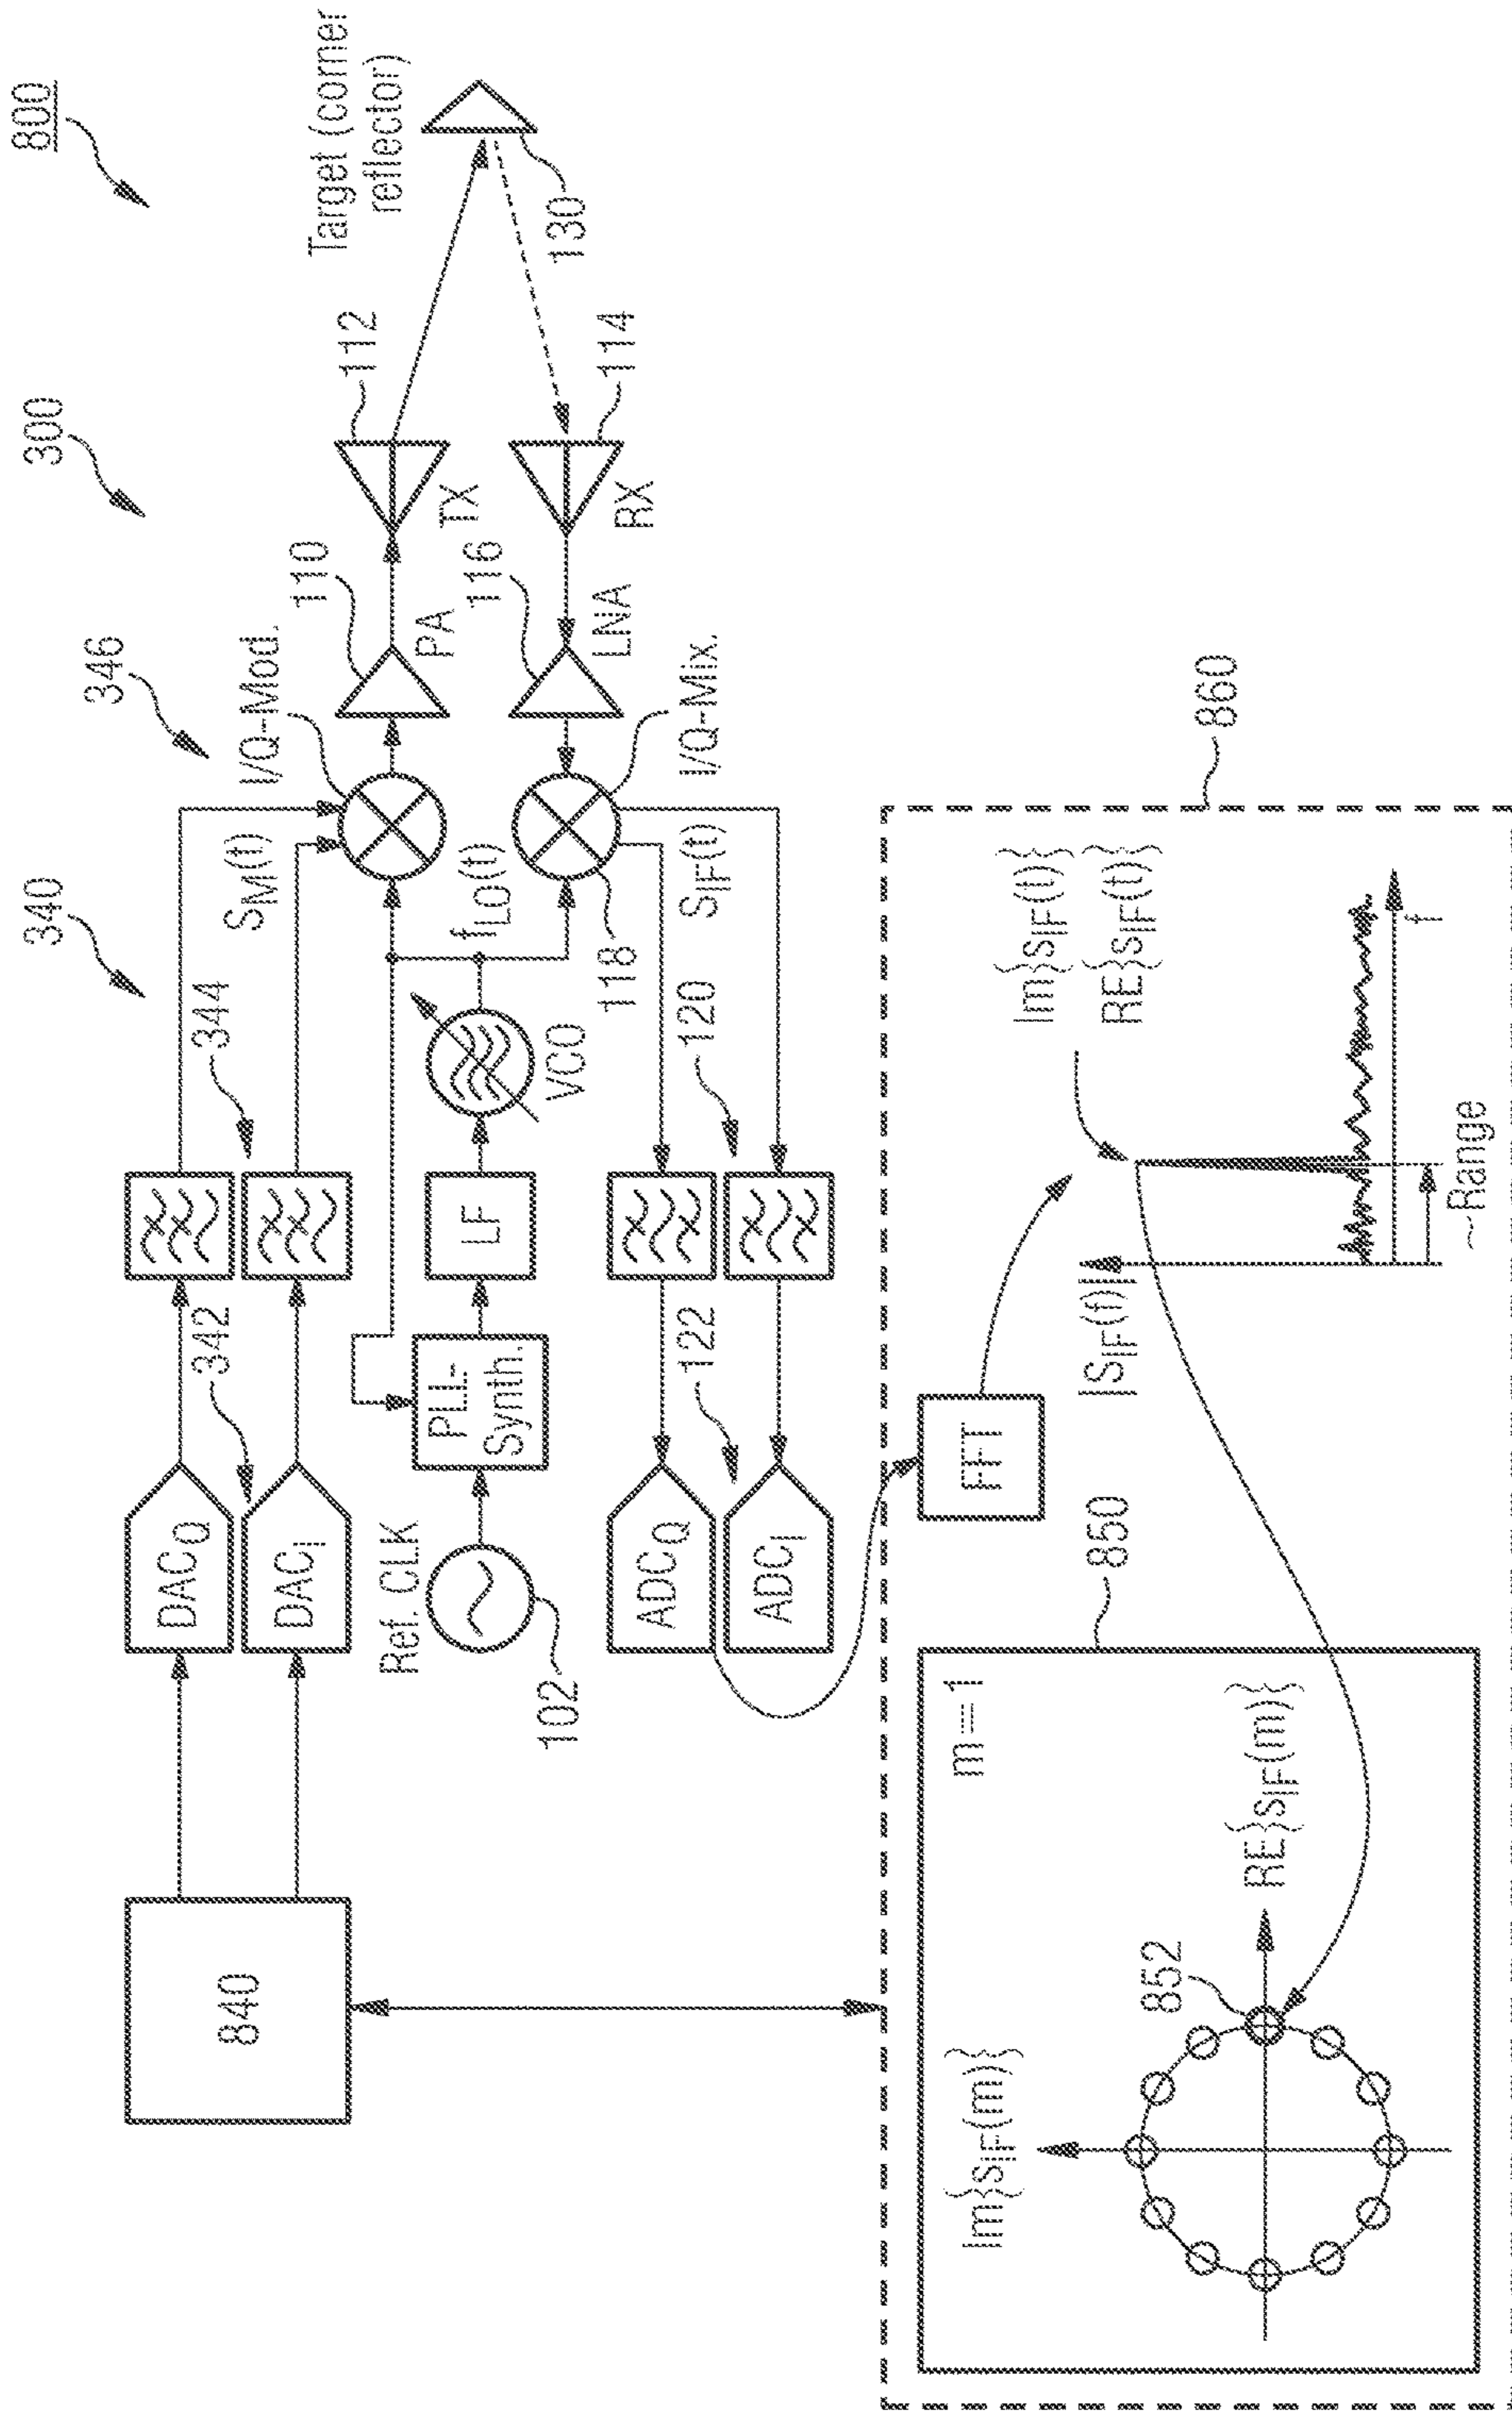 800
300
346
340
344
342
840
DAC_Q
DAC_I
S_M(t)
I/Q-Mod.
110
PA
112
TX
Target (corner
reflector)
130
Ref. CLK
102
PLL-
Synth.
LF
VCO
f_LO(t)
116
LNA
114
RX
118
I/Q-Mix.
S_IF(t)
120
122
ADC_Q
ADC_I
860
FFT
|S_IF(f)|
Im{s_IF(t)}
RE{s_IF(t)}
f
~Range
850
m=1
Im{s_IF(m)}
RE{s_IF(m)}
852